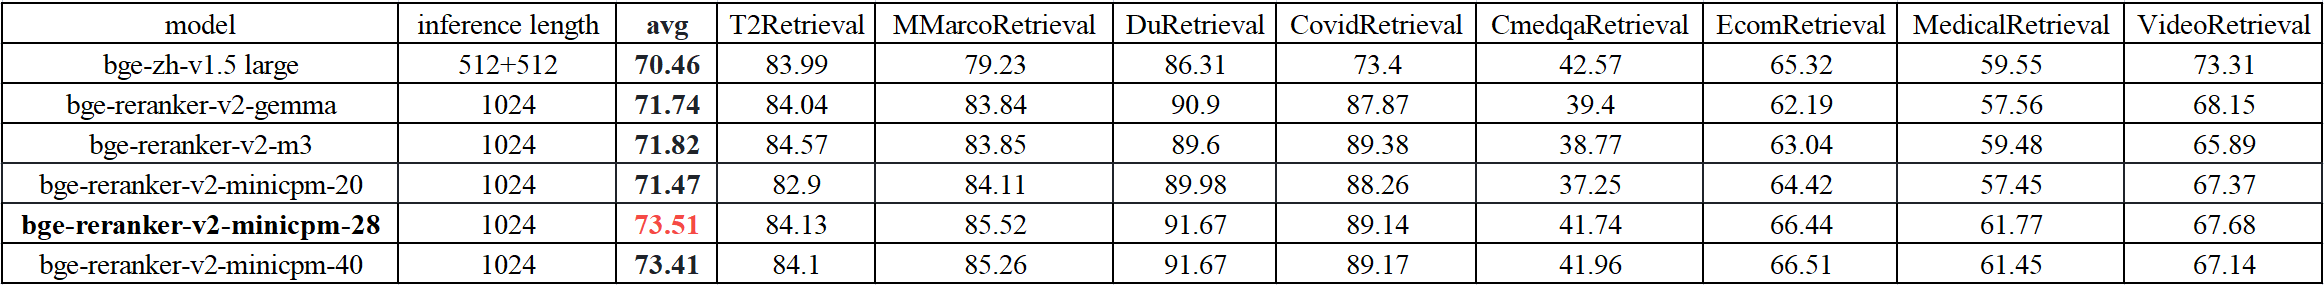 model inference length avg T2Retrieval MMarcoRetrieval DuRetrieval CovidRetrieval CmedqaRetrieval EcomRetrieval MedicalRetrieval VideoRetrieval
bge-zh-v1.5 large 512+512 70.46 83.99 79.23 86.31 73.4 42.57 65.32 59.55 73.31
bge-reranker-v2-gemma 1024 71.74 84.04 83.84 90.9 87.87 39.4 62.19 57.56 68.15
bge-reranker-v2-m3 1024 71.82 84.57 83.85 89.6 89.38 38.77 63.04 59.48 65.89
bge-reranker-v2-minicpm-20 1024 71.47 82.9 84.11 89.98 88.26 37.25 64.42 57.45 67.37
bge-reranker-v2-minicpm-28 1024 73.51 84.13 85.52 91.67 89.14 41.74 66.44 61.77 67.68
bge-reranker-v2-minicpm-40 1024 73.41 84.1 85.26 91.67 89.17 41.96 66.51 61.45 67.14